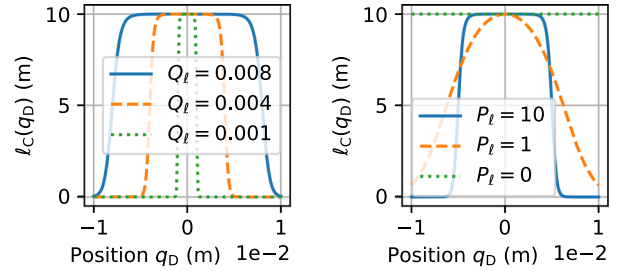 10
5
0
ℓ_C(q_D) (m)
Q_ℓ = 0.008
Q_ℓ = 0.004
Q_ℓ = 0.001
−1 0 1
Position q_D (m) 1e−2
10
5
0
ℓ_C(q_D) (m)
P_ℓ = 10
P_ℓ = 1
P_ℓ = 0
−1 0 1
Position q_D (m) 1e−2